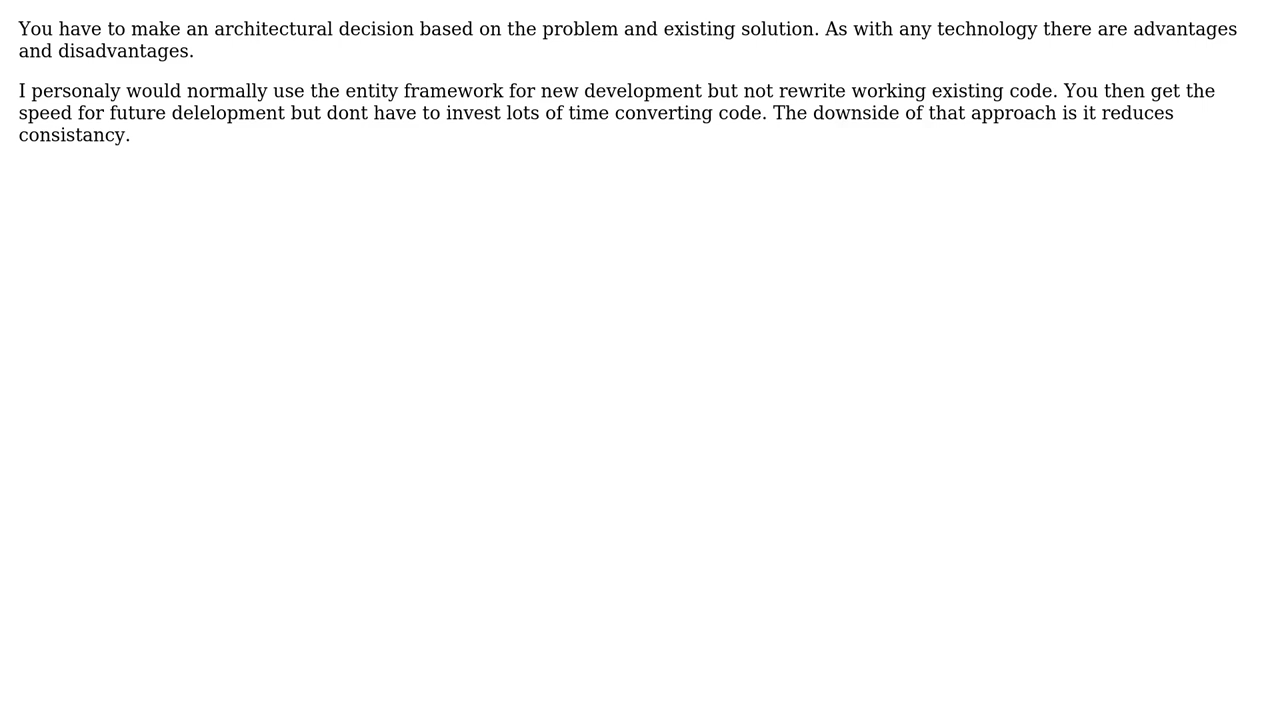 You have to make an architectural decision based on the problem and existing solution. As with any technology there are advantages
and disadvantages.
I personaly would normally use the entity framework for new development but not rewrite working existing code. You then get the
speed for future delelopment but dont have to invest lots of time converting code. The downside of that approach is it reduces
consistancy.